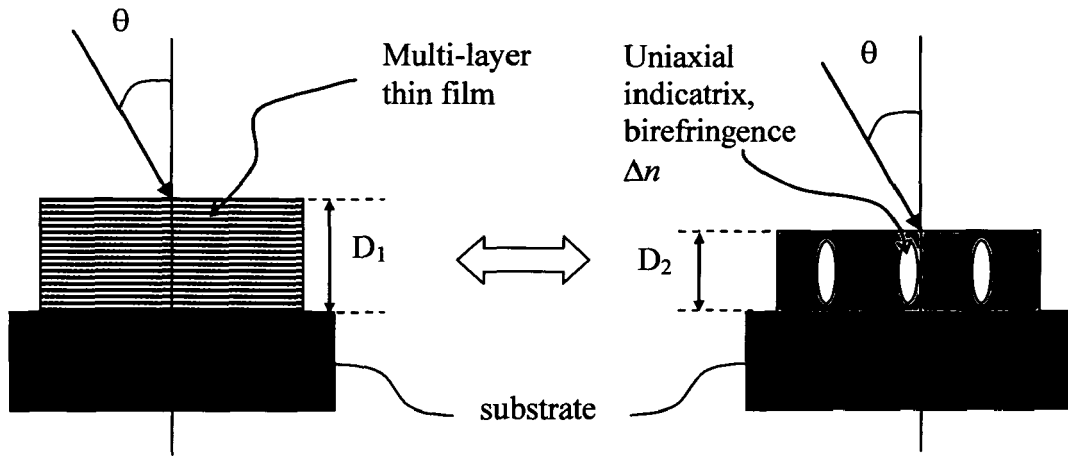 θ
Multi-layer
thin film
D₁
Uniaxial
indicatrix,
birefringence
Δn
θ
D₂
substrate